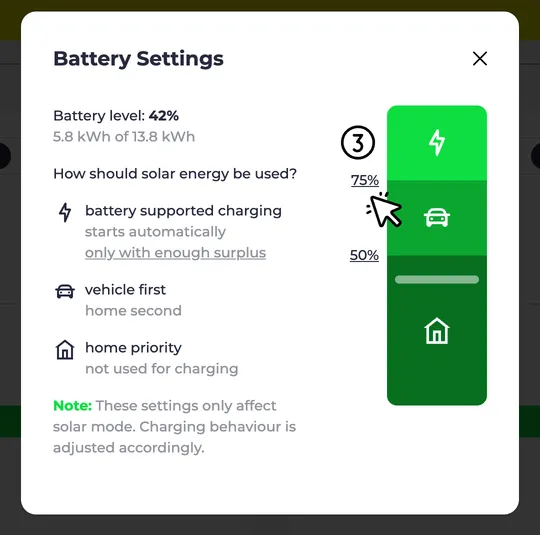 Battery Settings
Battery level: 42%
5.8 kWh of 13.8 kWh
How should solar energy be used?
battery supported charging
starts automatically
only with enough surplus
vehicle first
home second
home priority
not used for charging
Note: These settings only affect
solar mode. Charging behaviour is
adjusted accordingly.
3
75%
50%